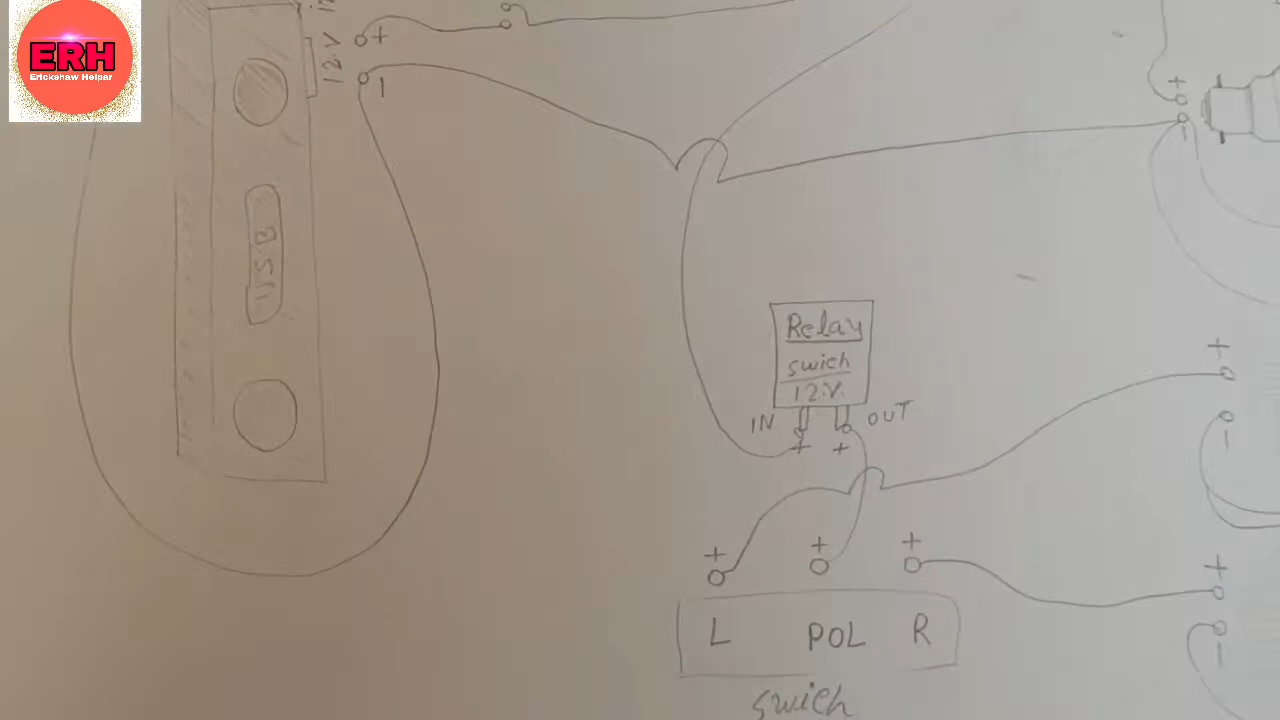 ERH
Erickshaw Helpar
12.V
+
-
+
-
USB
Relay
swich
12.V.
IN
OUT
+
+
+
-
+
+
+
+
-
L
POL
R
swich